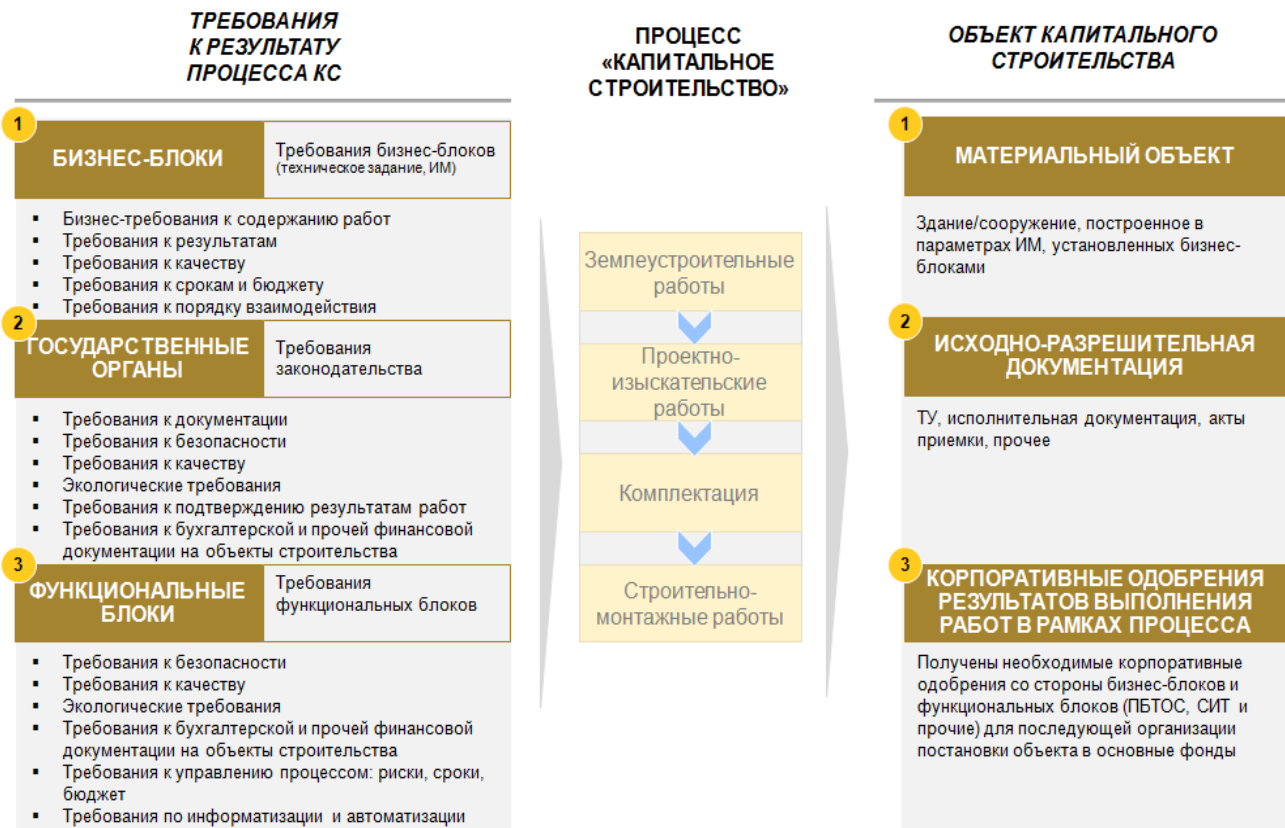 ТРЕБОВАНИЯ
К РЕЗУЛЬТАТУ
ПРОЦЕССА КС
1
БИЗНЕС-БЛОКИ
Требования бизнес-блоков
(техническое задание, ИМ)
▪ Бизнес-требования к содержанию работ
▪ Требования к результатам
▪ Требования к качеству
▪ Требования к срокам и бюджету
▪ Требования к порядку взаимодействия
2
ГОСУДАРСТВЕННЫЕ
ОРГАНЫ
Требования
законодательства
▪ Требования к документации
▪ Требования к безопасности
▪ Требования к качеству
▪ Экологические требования
▪ Требования к подтверждению результатам работ
▪ Требования к бухгалтерской и прочей финансовой
документации на объекты строительства
3
ФУНКЦИОНАЛЬНЫЕ
БЛОКИ
Требования
функциональных блоков
▪ Требования к безопасности
▪ Требования к качеству
▪ Экологические требования
▪ Требования к бухгалтерской и прочей финансовой
документации на объекты строительства
▪ Требования к управлению процессом: риски, сроки,
бюджет
▪ Требования по информатизации и автоматизации
ПРОЦЕСС
«КАПИТАЛЬНОЕ
СТРОИТЕЛЬСТВО»
Землеустроительные
работы
Проектно-
изыскательские
работы
Комплектация
Строительно-
монтажные работы
ОБЪЕКТ КАПИТАЛЬНОГО
СТРОИТЕЛЬСТВА
1
МАТЕРИАЛЬНЫЙ ОБЪЕКТ
Здание/сооружение, построенное в
параметрах ИМ, установленных бизнес-
блоками
2
ИСХОДНО-РАЗРЕШИТЕЛЬНАЯ
ДОКУМЕНТАЦИЯ
ТУ, исполнительная документация, акты
приемки, прочее
3
КОРПОРАТИВНЫЕ ОДОБРЕНИЯ
РЕЗУЛЬТАТОВ ВЫПОЛНЕНИЯ
РАБОТ В РАМКАХ ПРОЦЕССА
Получены необходимые корпоративные
одобрения со стороны бизнес-блоков и
функциональных блоков (ПБТОС, СИТ и
прочие) для последующей организации
постановки объекта в основные фонды